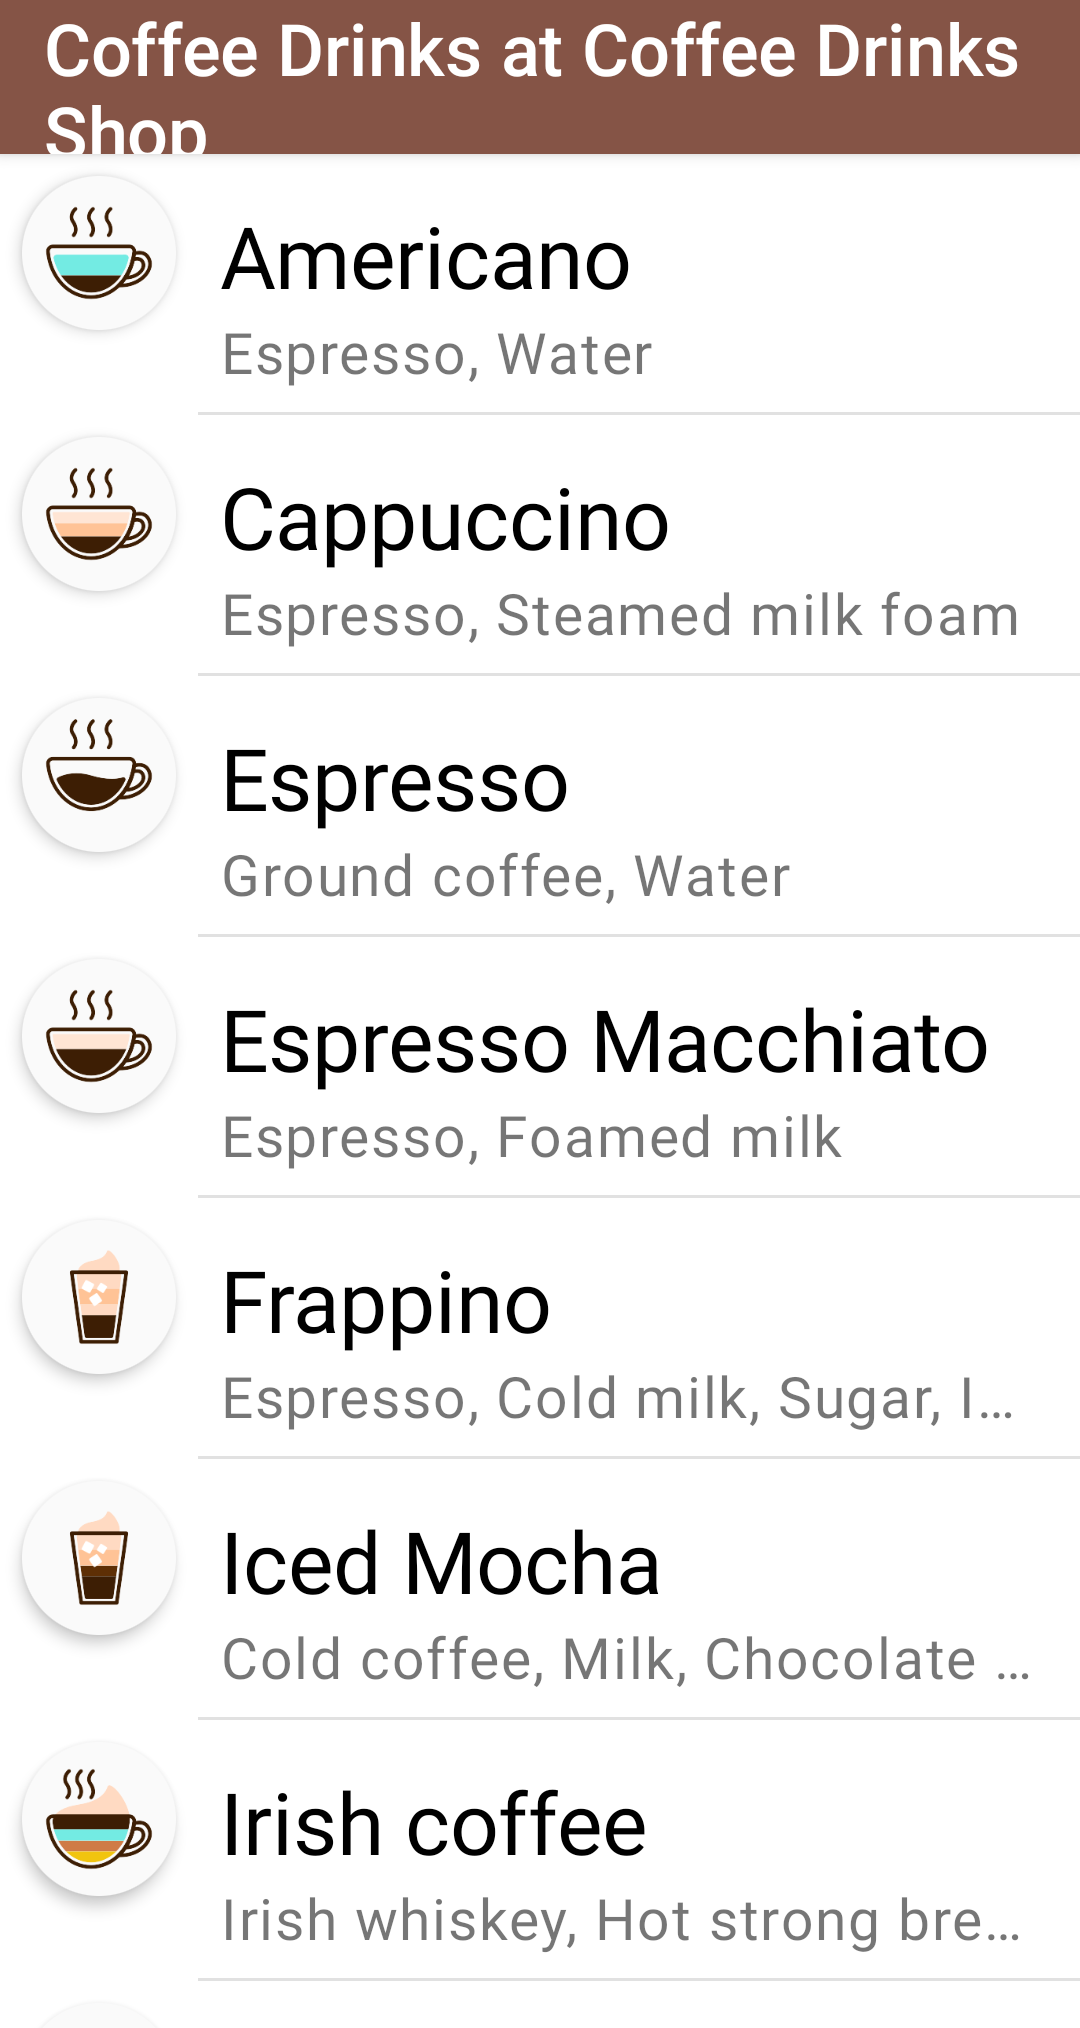 Coffee Drinks at Coffee Drinks
Shop
Americano
Espresso, Water
Cappuccino
Espresso, Steamed milk foam
Espresso
Ground coffee, Water
Espresso Macchiato
Espresso, Foamed milk
Frappino
Espresso, Cold milk, Sugar, I…
Iced Mocha
Cold coffee, Milk, Chocolate …
Irish coffee
Irish whiskey, Hot strong bre…